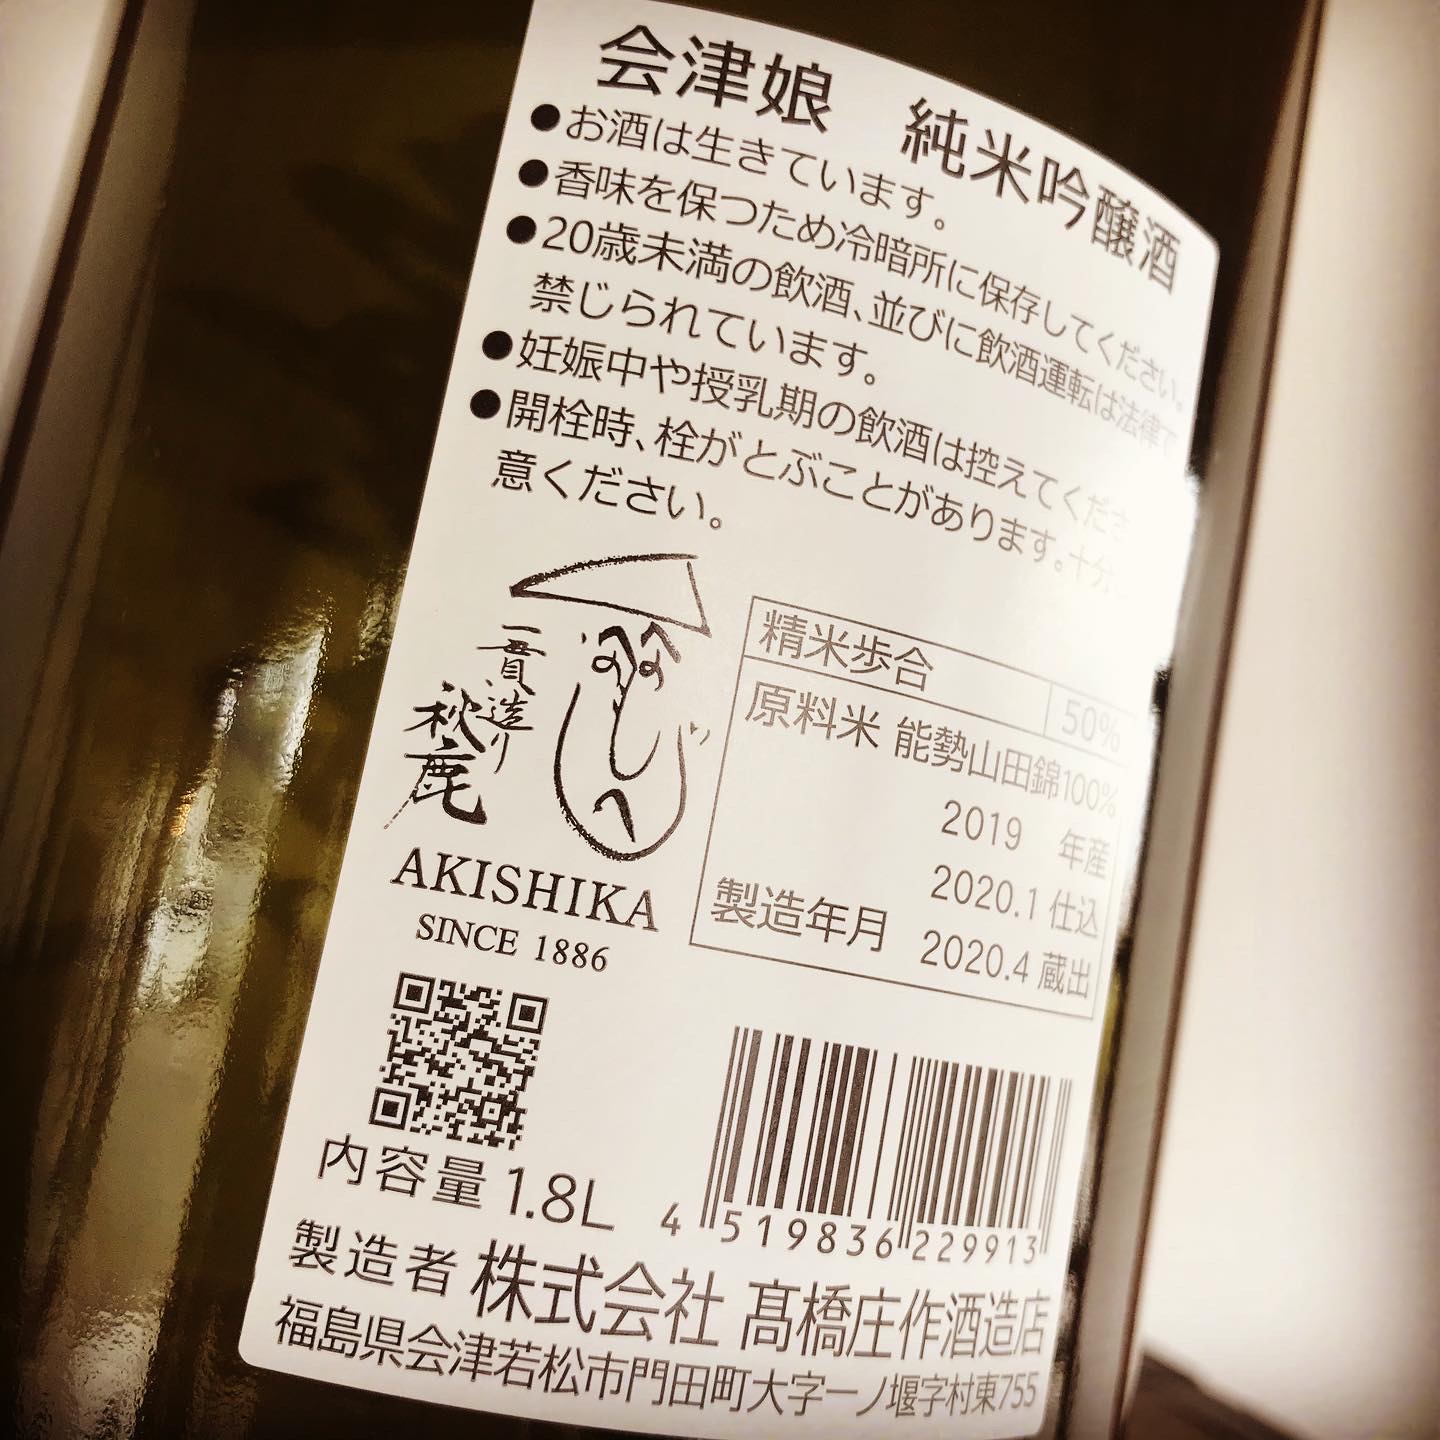 会津娘　純米吟醸酒
●お酒は生きています。
●香味を保つため冷暗所に保存してください。
●20歳未満の飲酒、並びに飲酒運転は法律で
禁じられています。
●妊娠中や授乳期の飲酒は控えてくださ
●開栓時、栓がとぶことがあります。十分
意ください。
一貫造り
秋鹿
AKISHIKA
SINCE 1886
精米歩合 50%
原料米 能勢山田錦100%
2019 年産
2020.1 仕込
製造年月 2020.4 蔵出
内容量 1.8L
4 519836 229913
製造者 株式会社 髙橋庄作酒造店
福島県会津若松市門田町大字一ノ堰字村東755